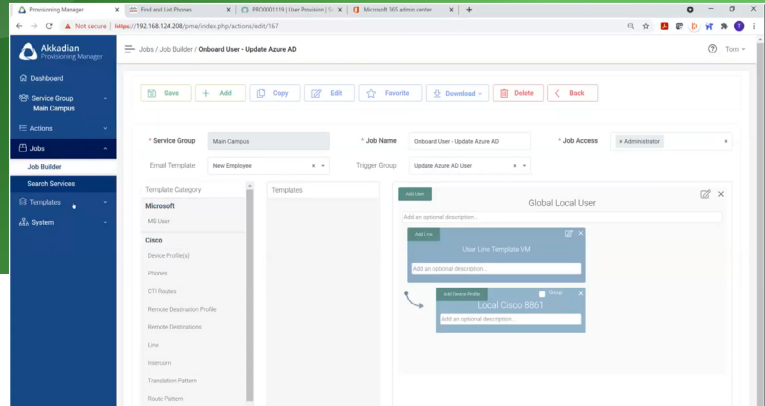 Provisioning Manager
Find and List Phones
PRO0001119 | User Provision | Se
Microsoft 365 admin center
Not secure | https://192.168.124.208/pme/index.php/actions/edit/167
Akkadian
Provisioning Manager
Jobs / Job Builder / Onboard User - Update Azure AD
Tom
Dashboard
Service Group
Main Campus
Actions
Jobs
Job Builder
Search Services
Templates
System
Save
Add
Copy
Edit
Favorite
Download
Delete
Back
* Service Group
Main Campus
* Job Name
Onboard User - Update Azure AD
* Job Access
× Administrator
Email Template
New Employee
Trigger Group
Update Azure AD User
Template Category
Microsoft
MS User
Cisco
Device Profile(s)
Phones
CTI Routes
Remote Destination Profile
Remote Destinations
Line
Intercom
Translation Pattern
Route Pattern
Templates
Add User
Global Local User
Add an optional description...
Add Line
User Line Template VM
Add an optional description...
Add Device Profile
Group
Local Cisco 8861
Add an optional description...